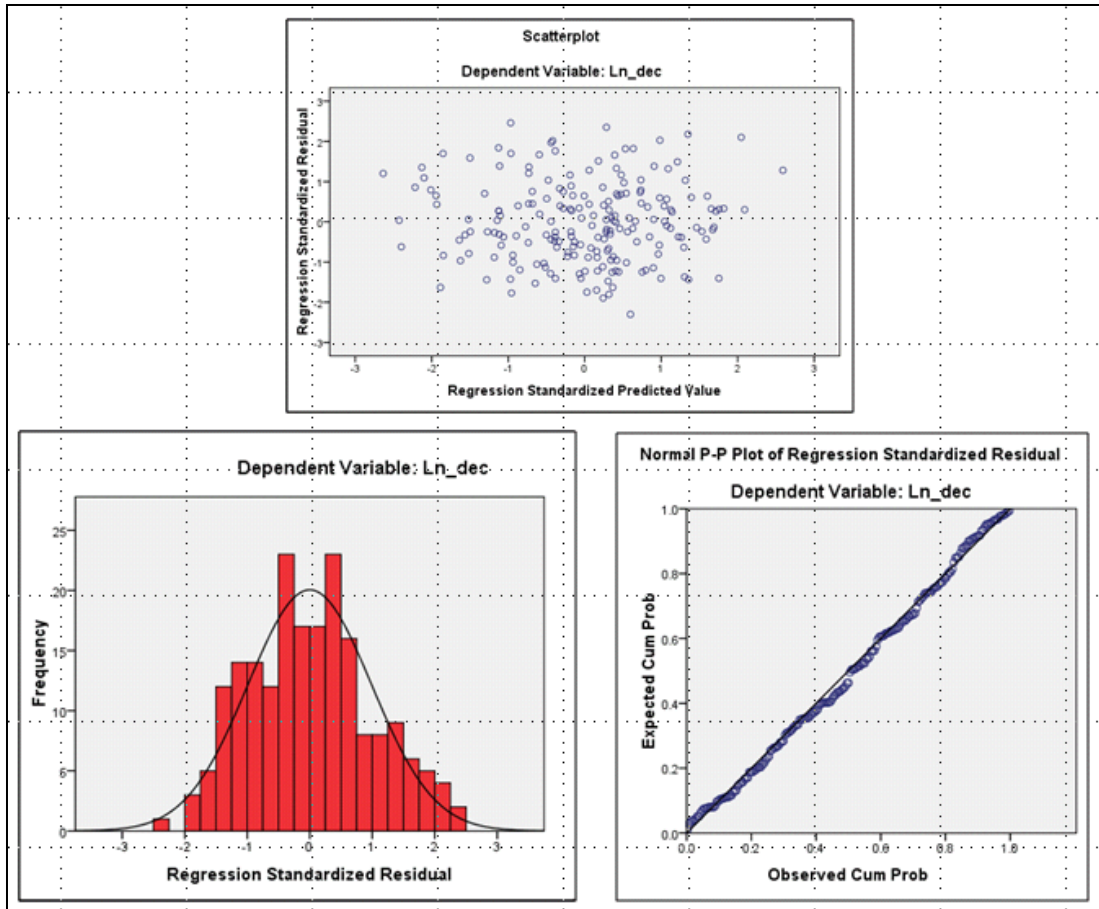 Scatterplot
Dependent Variable: Ln_dec
Regression Standardized Residual
3
2
1
0
-1
-2
-3
-3 -2 -1 0 1 2 3
Regression Standardized Predicted Value
Dependent Variable: Ln_dec
Frequency
25
20
15
10
5
0
-3 -2 -1 0 1 2 3
Regression Standardized Residual
Normal P-P Plot of Regression Standardized Residual
Dependent Variable: Ln_dec
Expected Cum Prob
1.0
0.8
0.6
0.4
0.2
0.0
0.0 0.2 0.4 0.6 0.8 1.0
Observed Cum Prob